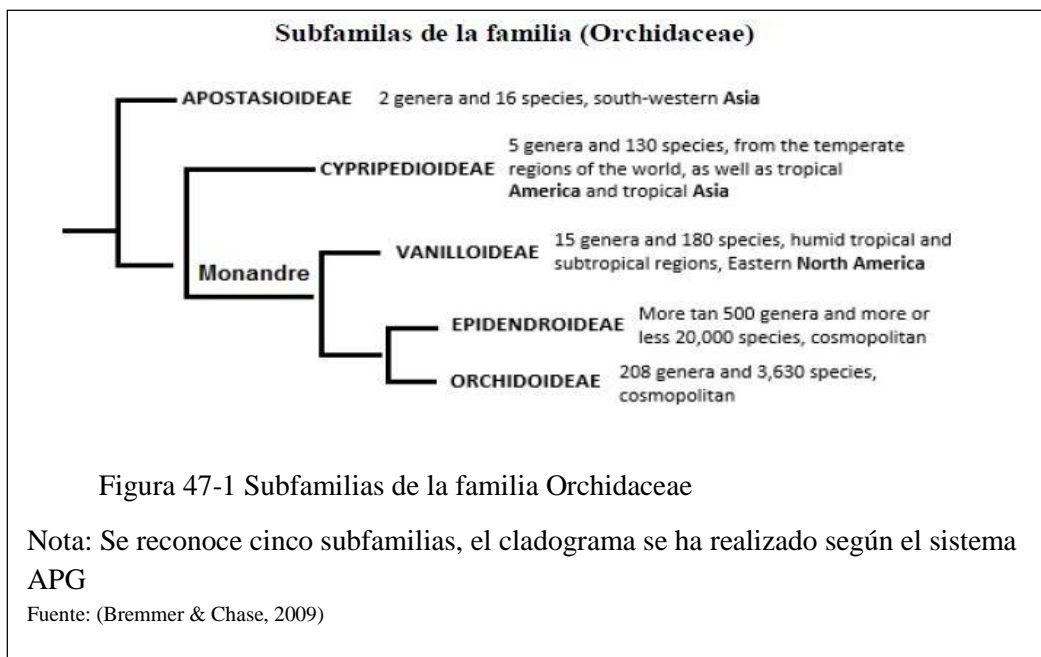 Subfamilas de la familia (Orchidaceae)
APOSTASIOIDEAE 2 genera and 16 species, south-western Asia
5 genera and 130 species, from the temperate
CYPRIPEDIOIDEAE regions of the world, as well as tropical
America and tropical Asia
VANILLOIDEAE 15 genera and 180 species, humid tropical and
subtropical regions, Eastern North America
Monandre
EPIDENDROIDEAE More tan 500 genera and more or
less 20,000 species, cosmopolitan
ORCHIDOIDEAE 208 genera and 3,630 species,
cosmopolitan
Figura 47-1 Subfamilias de la familia Orchidaceae
Nota: Se reconoce cinco subfamilias, el cladograma se ha realizado según el sistema
APG
Fuente: (Bremmer & Chase, 2009)